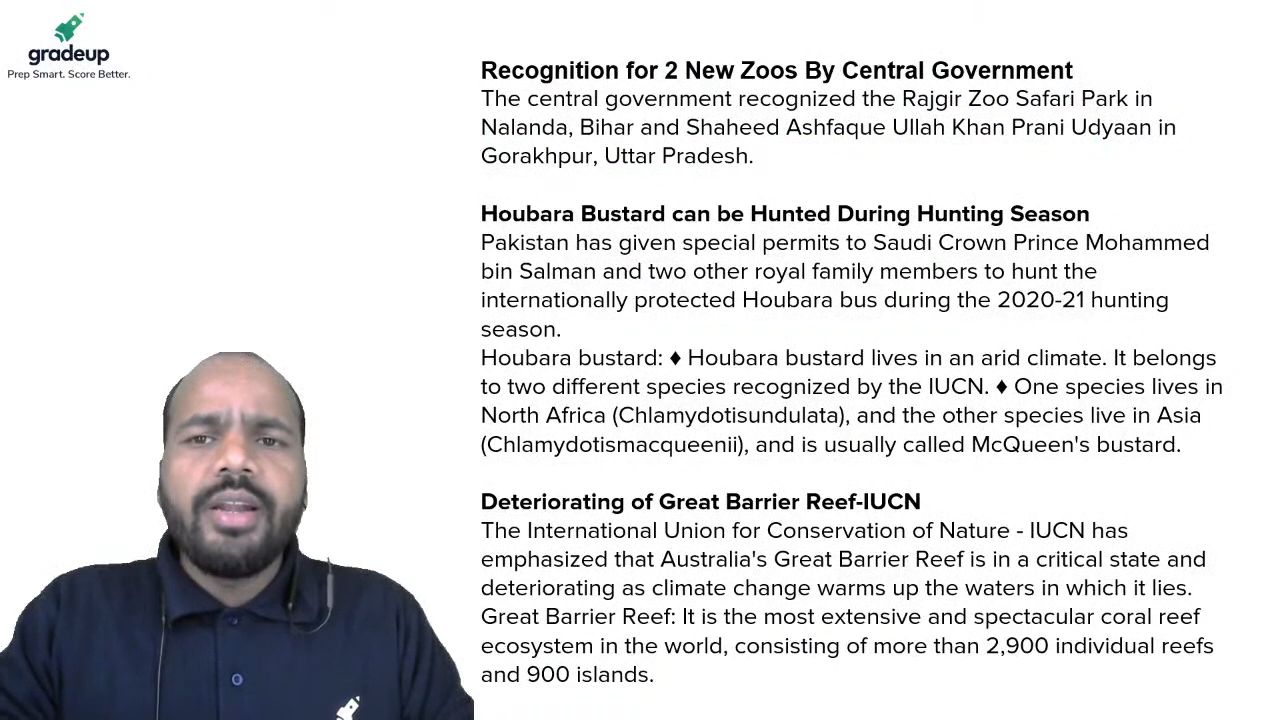 gradeup
Prep Smart. Score Better.
Recognition for 2 New Zoos By Central Government
The central government recognized the Rajgir Zoo Safari Park in
Nalanda, Bihar and Shaheed Ashfaque Ullah Khan Prani Udyaan in
Gorakhpur, Uttar Pradesh.
Houbara Bustard can be Hunted During Hunting Season
Pakistan has given special permits to Saudi Crown Prince Mohammed
bin Salman and two other royal family members to hunt the
internationally protected Houbara bus during the 2020-21 hunting
season.
Houbara bustard: ♦ Houbara bustard lives in an arid climate. It belongs
to two different species recognized by the IUCN. ♦ One species lives in
North Africa (Chlamydotisundulata), and the other species live in Asia
(Chlamydotismacqueenii), and is usually called McQueen's bustard.
Deteriorating of Great Barrier Reef-IUCN
The International Union for Conservation of Nature - IUCN has
emphasized that Australia's Great Barrier Reef is in a critical state and
deteriorating as climate change warms up the waters in which it lies.
Great Barrier Reef: It is the most extensive and spectacular coral reef
ecosystem in the world, consisting of more than 2,900 individual reefs
and 900 islands.